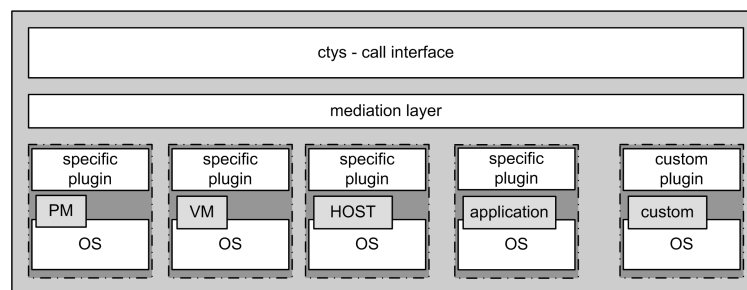 ctys - call interface
mediation layer
specific
plugin
PM
OS
specific
plugin
VM
OS
specific
plugin
HOST
OS
specific
plugin
application
OS
custom
plugin
custom
OS